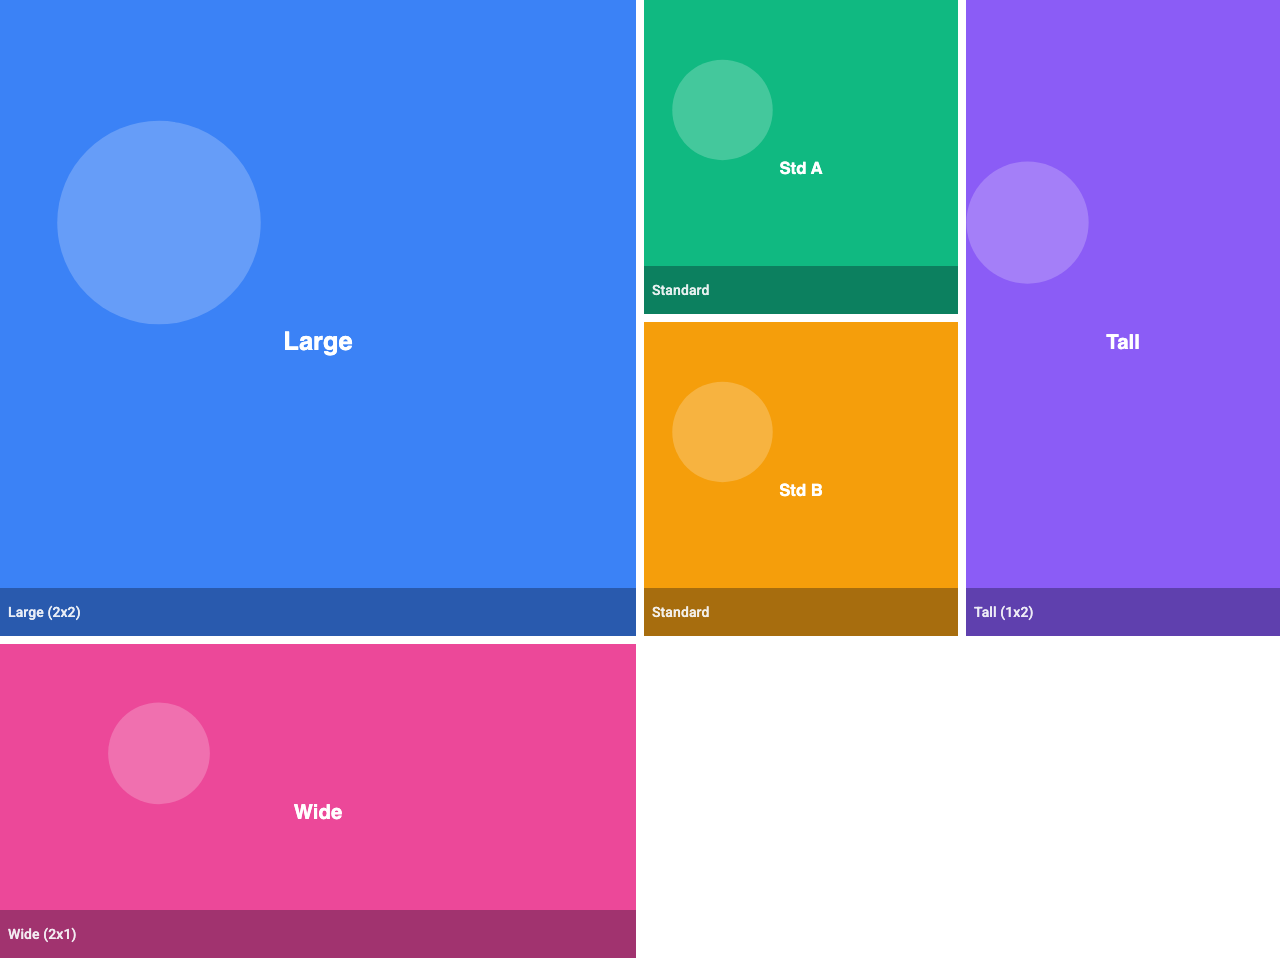 Large
Large (2x2)
Std A
Standard
Std B
Standard
Tall
Tall (1x2)
Wide
Wide (2x1)